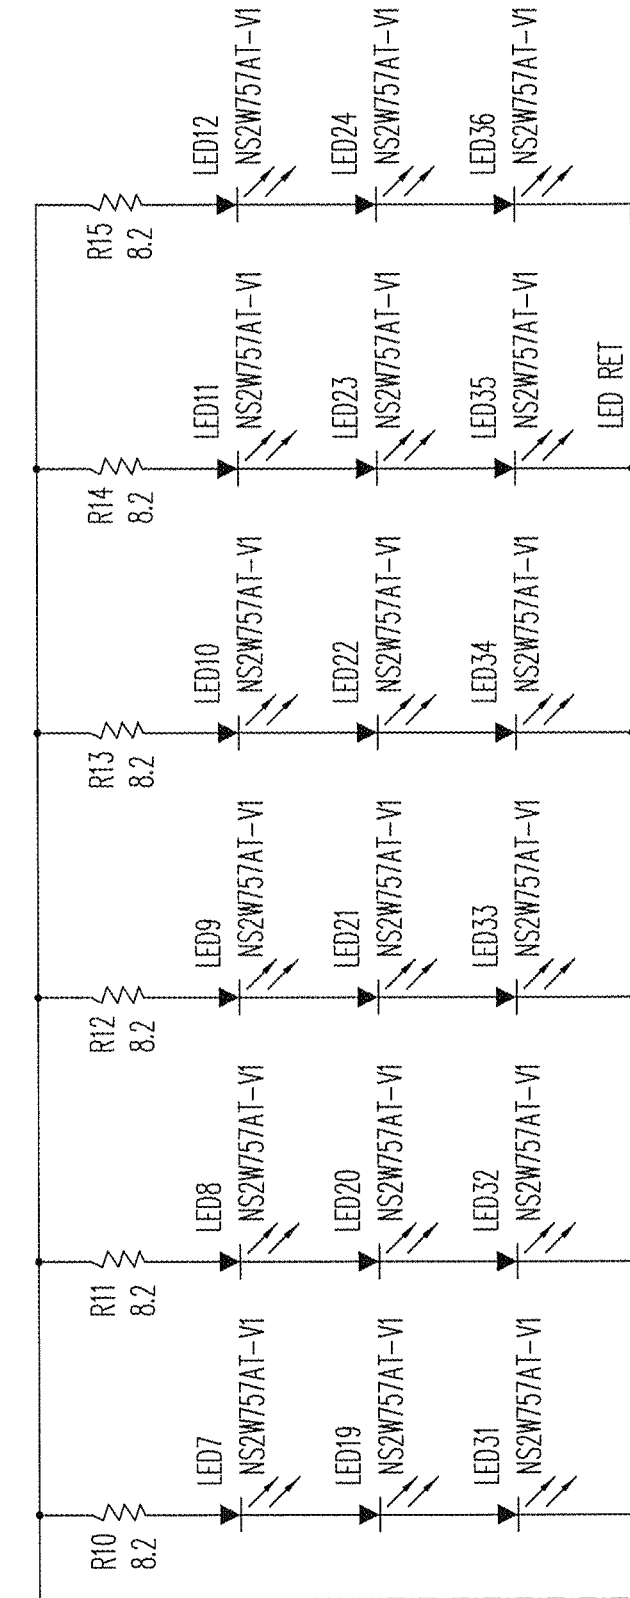 R10
8.2
LED7
NS2W757AT-V1
LED19
NS2W757AT-V1
LED31
NS2W757AT-V1
R11
8.2
LED8
NS2W757AT-V1
LED20
NS2W757AT-V1
LED32
NS2W757AT-V1
R12
8.2
LED9
NS2W757AT-V1
LED21
NS2W757AT-V1
LED33
NS2W757AT-V1
R13
8.2
LED10
NS2W757AT-V1
LED22
NS2W757AT-V1
LED34
NS2W757AT-V1
R14
8.2
LED11
NS2W757AT-V1
LED23
NS2W757AT-V1
LED35
NS2W757AT-V1
LED RET
R15
8.2
LED12
NS2W757AT-V1
LED24
NS2W757AT-V1
LED36
NS2W757AT-V1